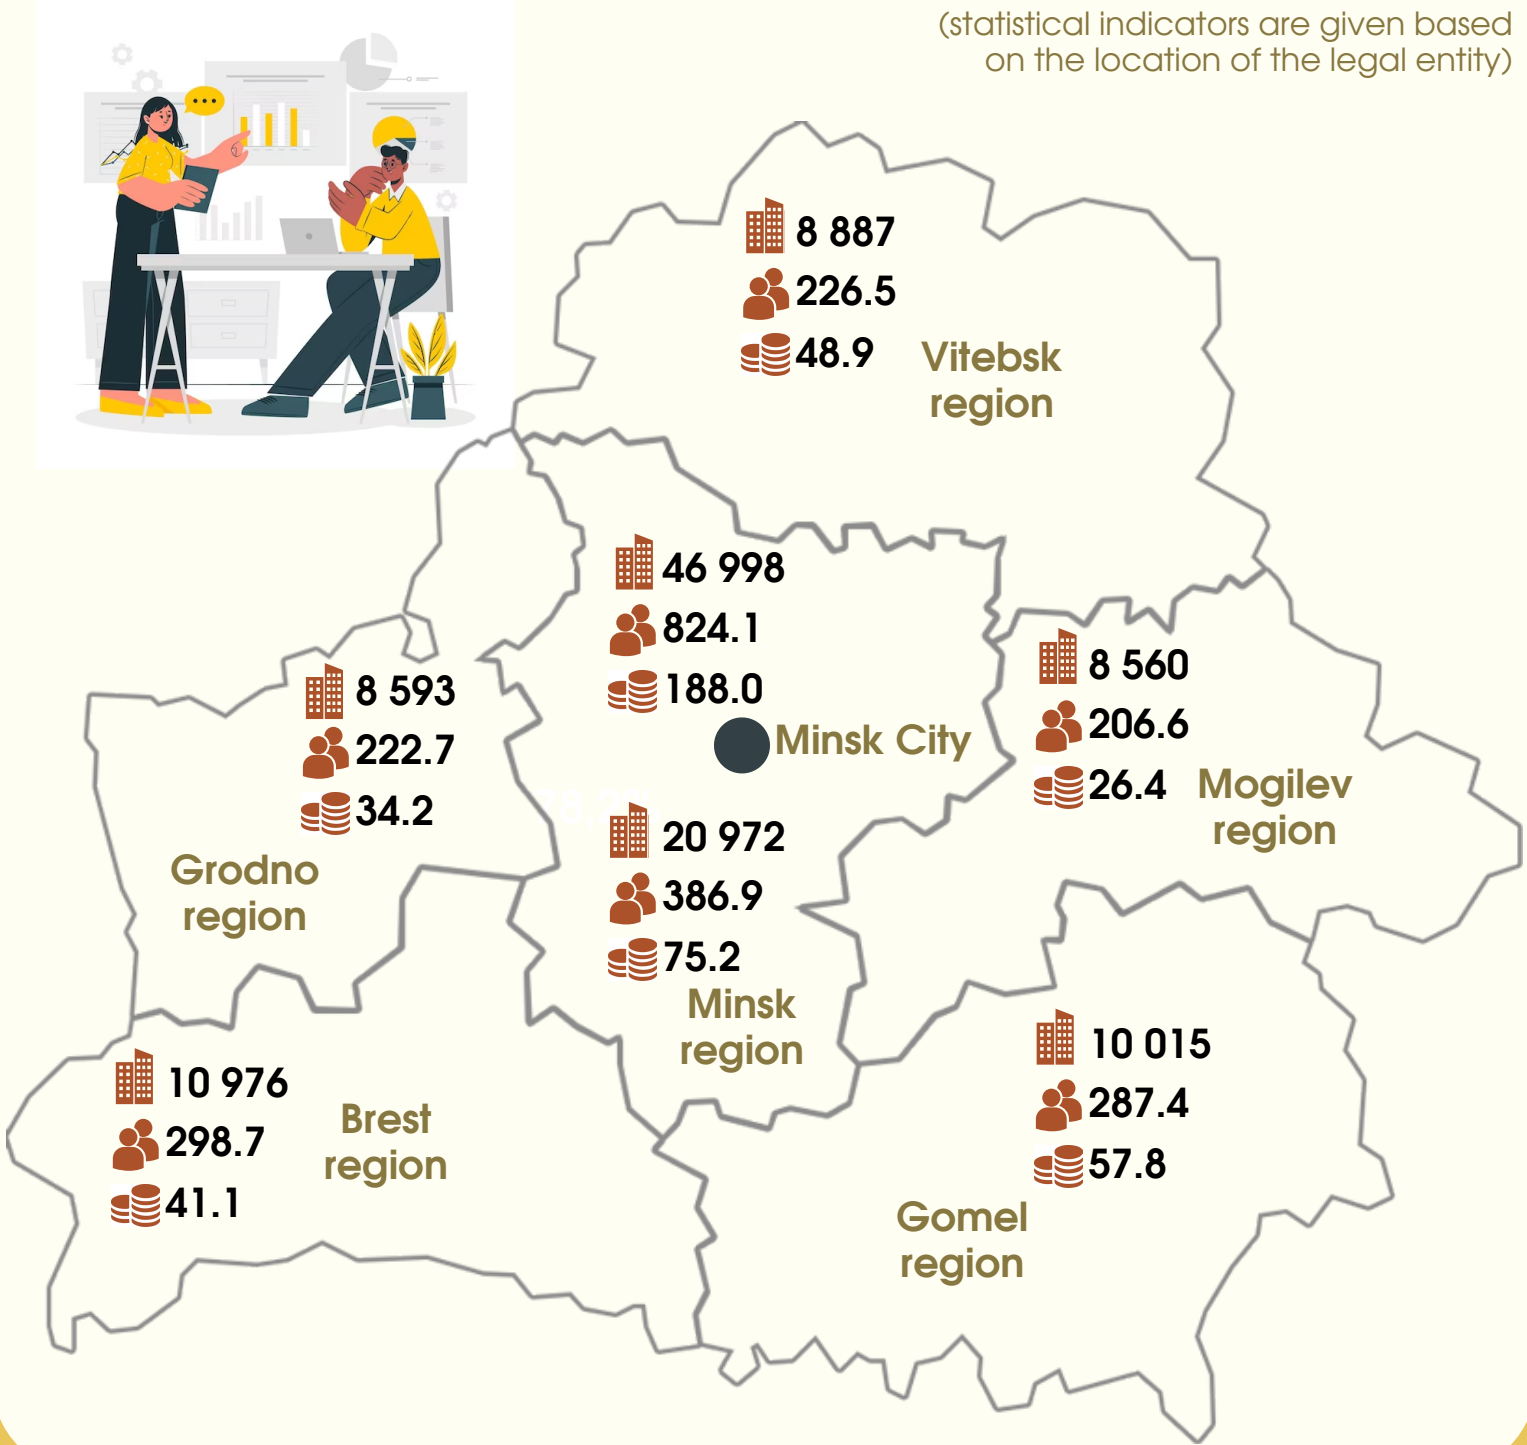 (statistical indicators are given based
on the location of the legal entity)
8 887
226.5
48.9
Vitebsk
region
46 998
824.1
188.0
Minsk City
8 560
206.6
26.4
Mogilev
region
8 593
222.7
34.2
Grodno
region
20 972
386.9
75.2
Minsk
region
10 015
287.4
57.8
Gomel
region
10 976
298.7
41.1
Brest
region